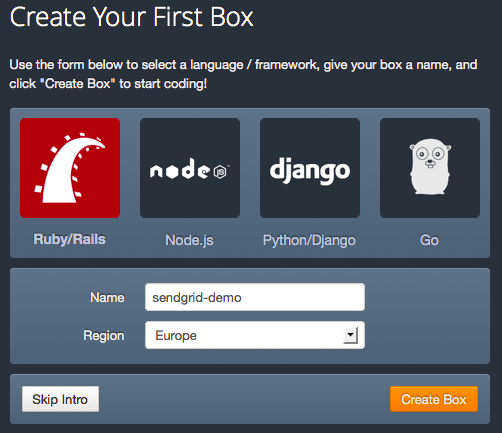 Create Your First Box
Use the form below to select a language / framework, give your box a name, and
click "Create Box" to start coding!
node JS
django
Ruby/Rails
Node.js
Python/Django
Go
Name
sendgrid-demo
Region
Europe
Skip Intro
Create Box